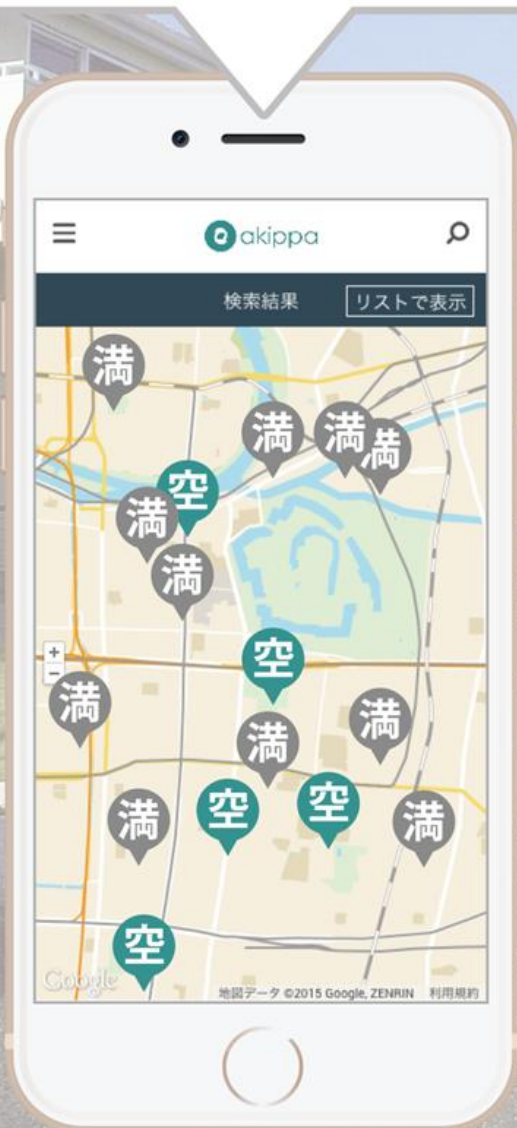 akippa
検索結果 リストで表示
満
満 満 満
空
満
満
空
+
-
満 満
満
空 空
満 満
空
Google 地図データ ©2015 Google, ZENRIN 利用規約